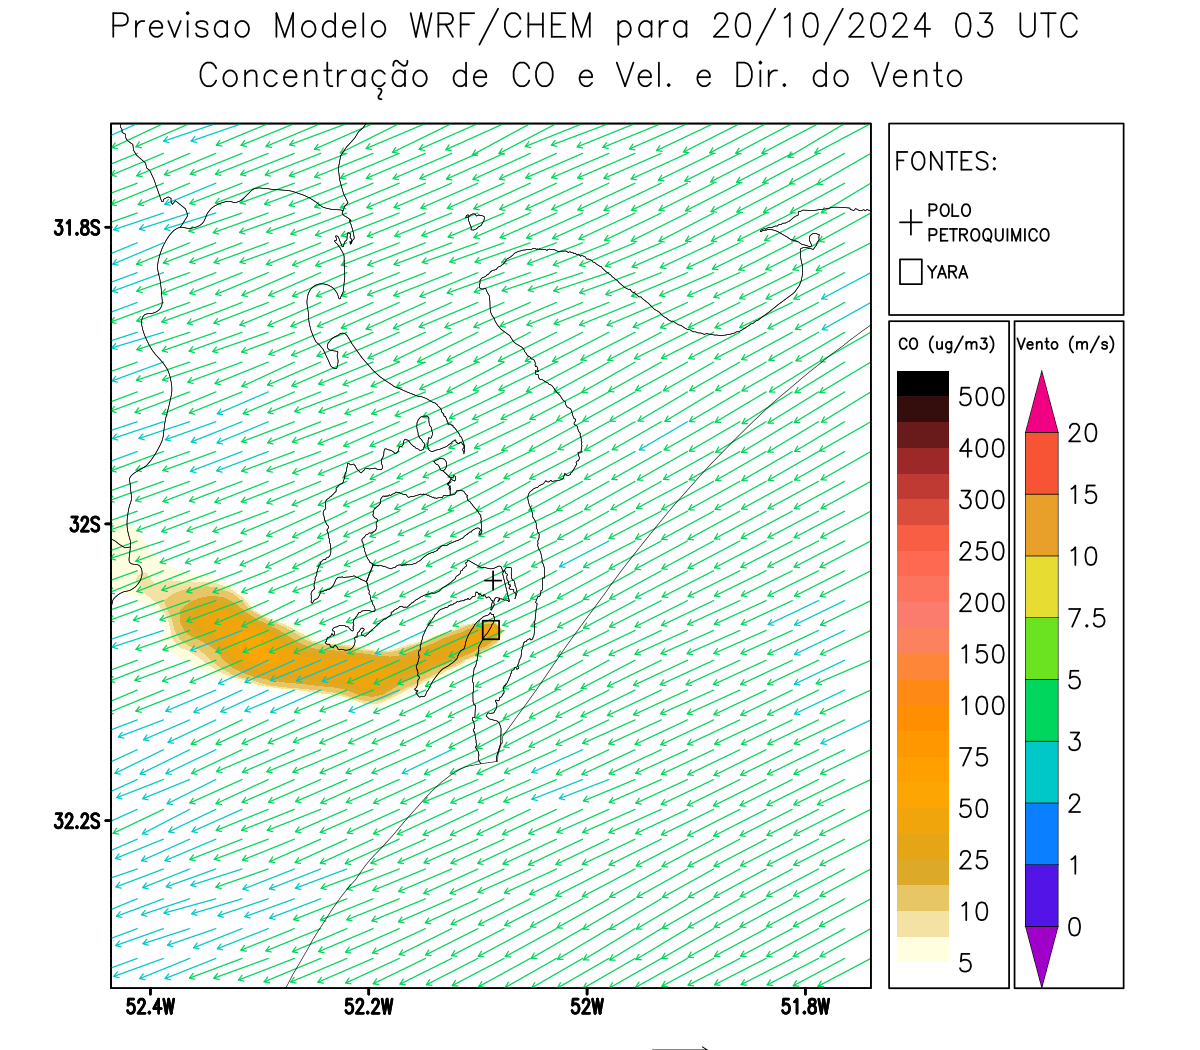 Previsao Modelo WRF/CHEM para 20/10/2024 03 UTC
Concentração de CO e Vel. e Dir. do Vento
FONTES:
POLO
PETROQUIMICO
YARA
CO (ug/m3)
500
400
300
250
200
150
100
75
50
25
10
5
Vento (m/s)
20
15
10
7.5
5
3
2
1
0
31.8S
32S
32.2S
52.4W
52.2W
52W
51.8W